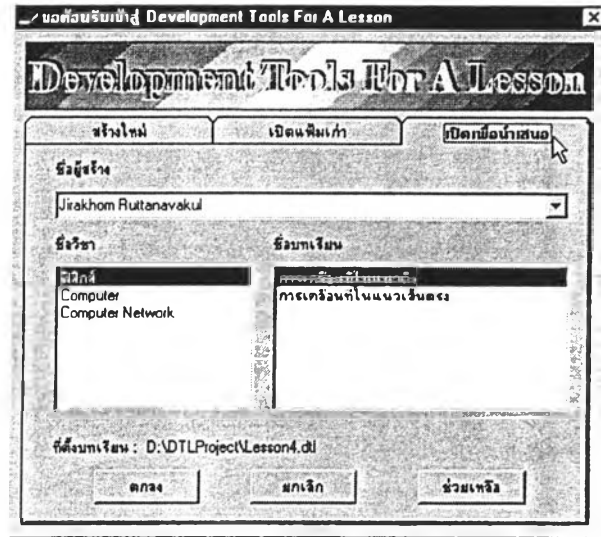 ขอต้อนรับเข้าสู่ Development Tools For A Lesson
Development Tools For A Lesson
สร้างใหม่ เปิดแฟ้มเก่า เปิดเพื่อนำเสนอ
ชื่อผู้สร้าง
Jirakhom Ruttanavakul
ชื่อวิชา ชื่อบทเรียน
ฟิสิกส์
Computer การเคลื่อนที่ในแนวเส้นตรง
Computer Network
ที่ตั้งบทเรียน : D:\DTLProject\Lesson4.dtl
ตกลง ยกเลิก ช่วยเหลือ